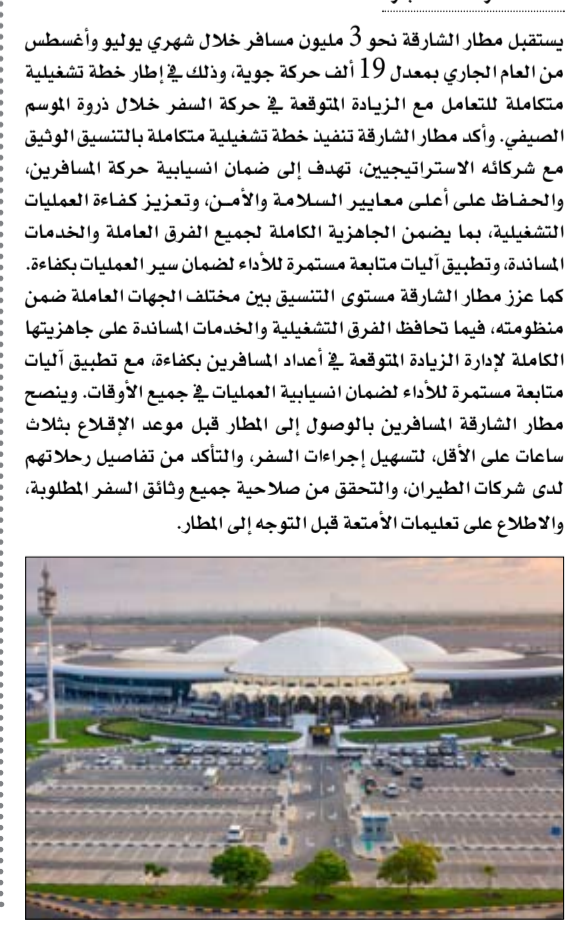 يستقبل مطار الشارقة نحو 3 مليون مسافر خلال شهري يوليو وأغسطس
من العام الجاري بمعدل 19 ألف حركة جوية، وذلك في إطار خطة تشغيلية
متكاملة للتعامل مع الزيادة المتوقعة في حركة السفر خلال ذروة الموسم
الصيفي. وأكد مطار الشارقة تنفيذ خطة تشغيلية متكاملة بالتنسيق الوثيق
مع شركائه الاستراتيجيين، تهدف إلى ضمان انسيابية حركة المسافرين،
والحفاظ على أعلى معايير السلامة والأمن، وتعزيز كفاءة العمليات
التشغيلية، بما يضمن الجاهزية الكاملة لجميع الفرق العاملة والخدمات
المساندة، وتطبيق آليات متابعة مستمرة للأداء لضمان سير العمليات بكفاءة.
كما عزز مطار الشارقة مستوى التنسيق بين مختلف الجهات العاملة ضمن
منظومته، فيما تحافظ الفرق التشغيلية والخدمات المساندة على جاهزيتها
الكاملة لإدارة الزيادة المتوقعة في أعداد المسافرين بكفاءة، مع تطبيق آليات
متابعة مستمرة للأداء لضمان انسيابية العمليات في جميع الأوقات. وينصح
مطار الشارقة المسافرين بالوصول إلى المطار قبل موعد الإقلاع بثلاث
ساعات على الأقل، لتسهيل إجراءات السفر، والتأكد من تفاصيل رحلاتهم
لدى شركات الطيران، والتحقق من صلاحية جميع وثائق السفر المطلوبة،
والاطلاع على تعليمات الأمتعة قبل التوجه إلى المطار.